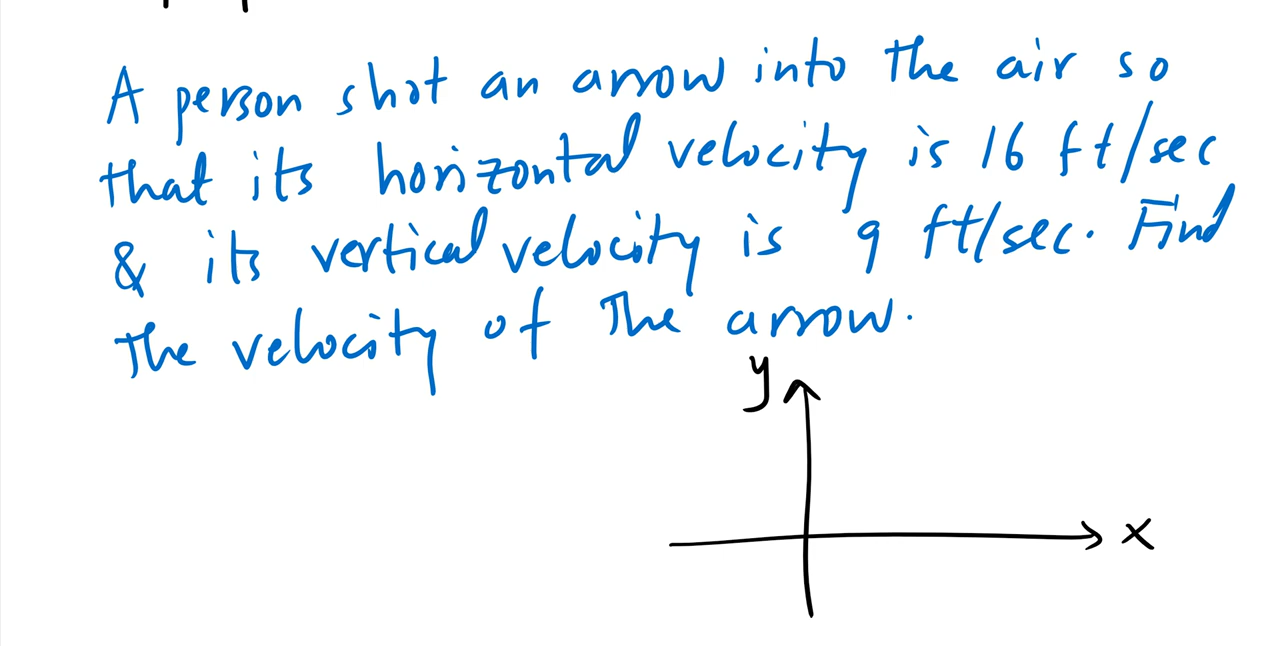 A person shot an arrow into the air so
that its horizontal velocity is 16 ft/sec
& its vertical velocity is 9 ft/sec. Find
the velocity of the arrow.
y
x